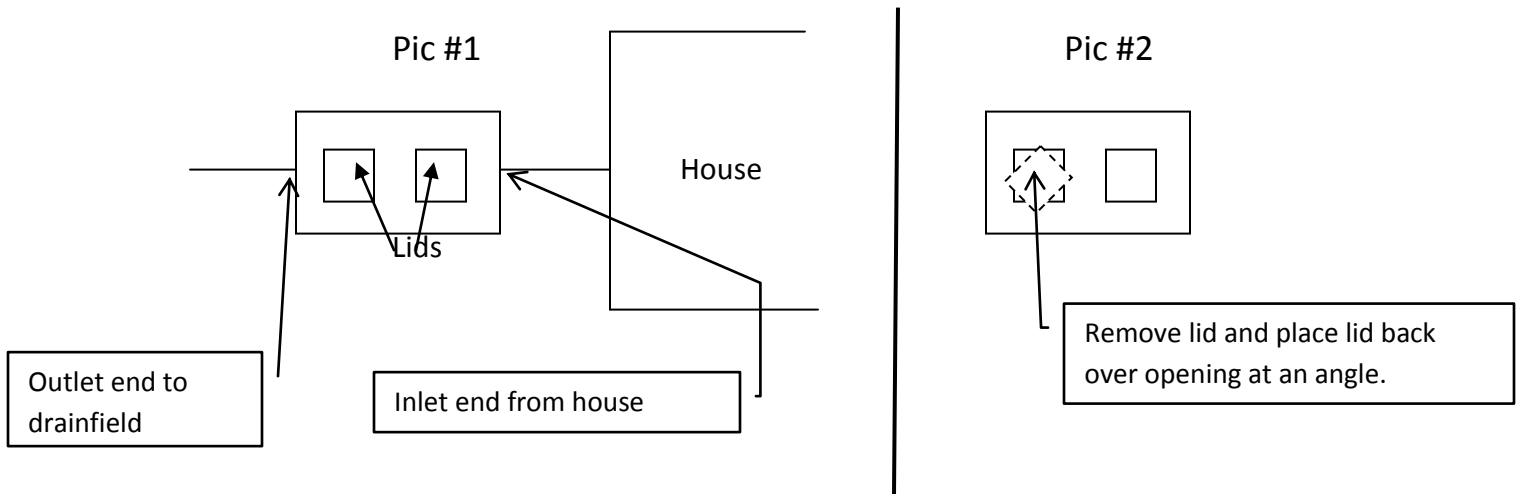 Pic #1
House
Lids
Outlet end to
drainfield
Inlet end from house
Pic #2
Remove lid and place lid back
over opening at an angle.